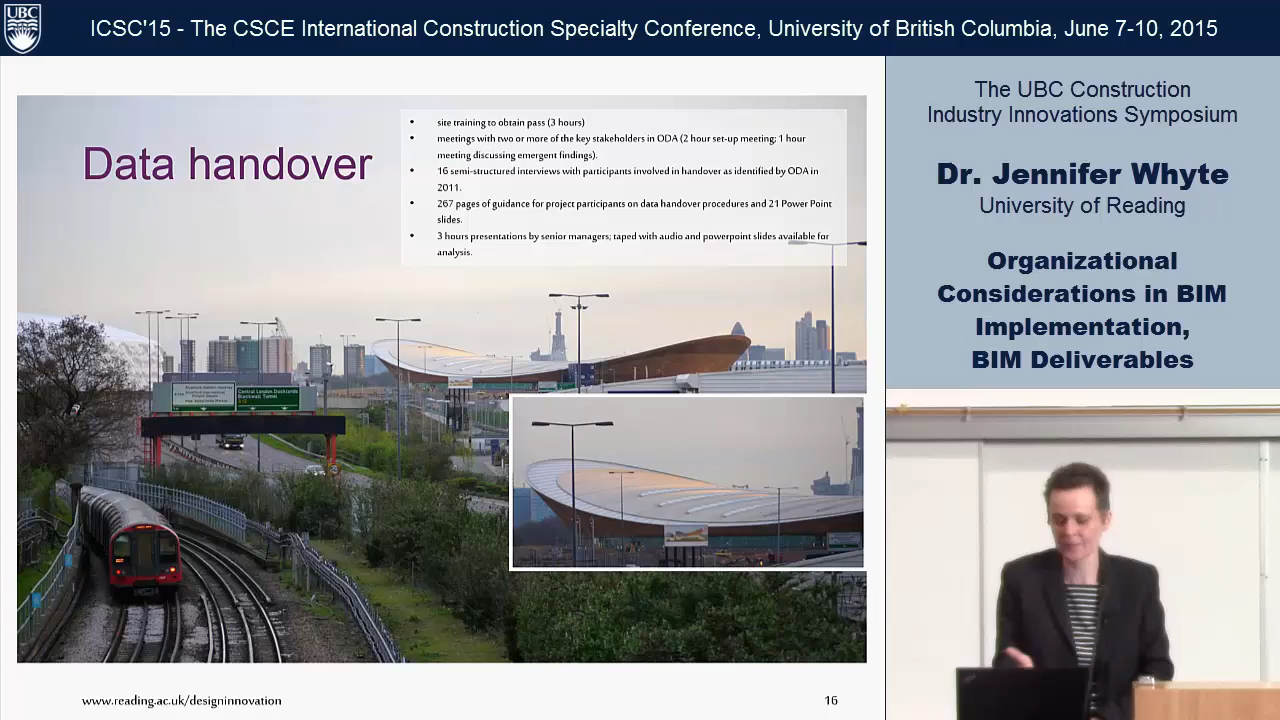 UBC
ICSC'15 - The CSCE International Construction Specialty Conference, University of British Columbia, June 7-10, 2015
Data handover
• site training to obtain pass (3 hours)
• meetings with two or more of the key stakeholders in ODA (2 hour set-up meeting; 1 hour
meeting discussing emergent findings).
• 16 semi-structured interviews with participants involved in handover as identified by ODA in
2011.
• 267 pages of guidance for project participants on data handover procedures and 21 Power Point
slides.
• 3 hours presentations by senior managers; taped with audio and powerpoint slides available for
analysis.
Central London Docklands
Blackwall Tunnel
www.reading.ac.uk/designinnovation
16
The UBC Construction
Industry Innovations Symposium
Dr. Jennifer Whyte
University of Reading
Organizational
Considerations in BIM
Implementation,
BIM Deliverables